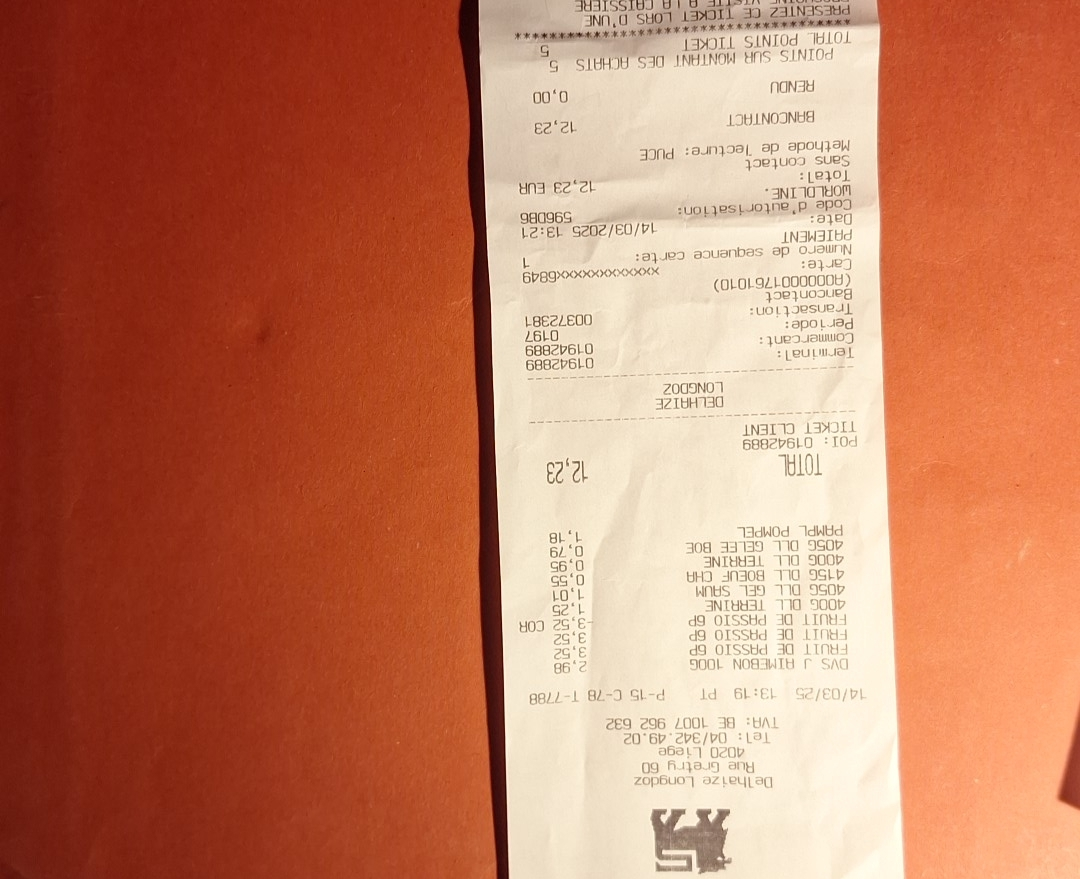 Delhaize Longdoz
Rue Gretry 60
4020 Liege
Tel: 04/342.49.02
TVA: BE 1007 962 632
14/03/25 13:19 PT P-15 C-78 T-7788
DVS J AIMEBON 100G 2,98
FRUIT DE PASSIO 6P 3,52
FRUIT DE PASSIO 6P 3,52
FRUIT DE PASSIO 6P -3,52 COR
400G DLL TERRINE 1,25
405G DLL GEL SAUM 1,01
415G DLL BOEUF CHA 0,55
400G DLL TERRINE 0,95
405G DLL GELEE BOE 0,79
PAMPL POMPEL 1,18
TOTAL 12,23
POI: 01942889
TICKET CLIENT
DELHAIZE
LONGDOZ
Terminal: 01942889
Commercant: 01942889
Periode: 0197
Transaction: 00372381
Bancontact
(A0000001761010)
Carte: xxxxxxxxxxxxx6849
Numero de sequence carte: 1
PAIEMENT
Date: 14/03/2025 13:21
Code d'autorisation: 596086
WORLDLINE.
Total: 12,23 EUR
Sans contact
Methode de lecture: PUCE
BANCONTACT 12,23
RENDU 0,00
POINTS SUR MONTANT DES ACHATS 5
TOTAL POINTS TICKET 5
***************************************
PRESENTEZ CE TICKET LORS D'UNE
PROCHAINE VISITE A LA CAISSIERE